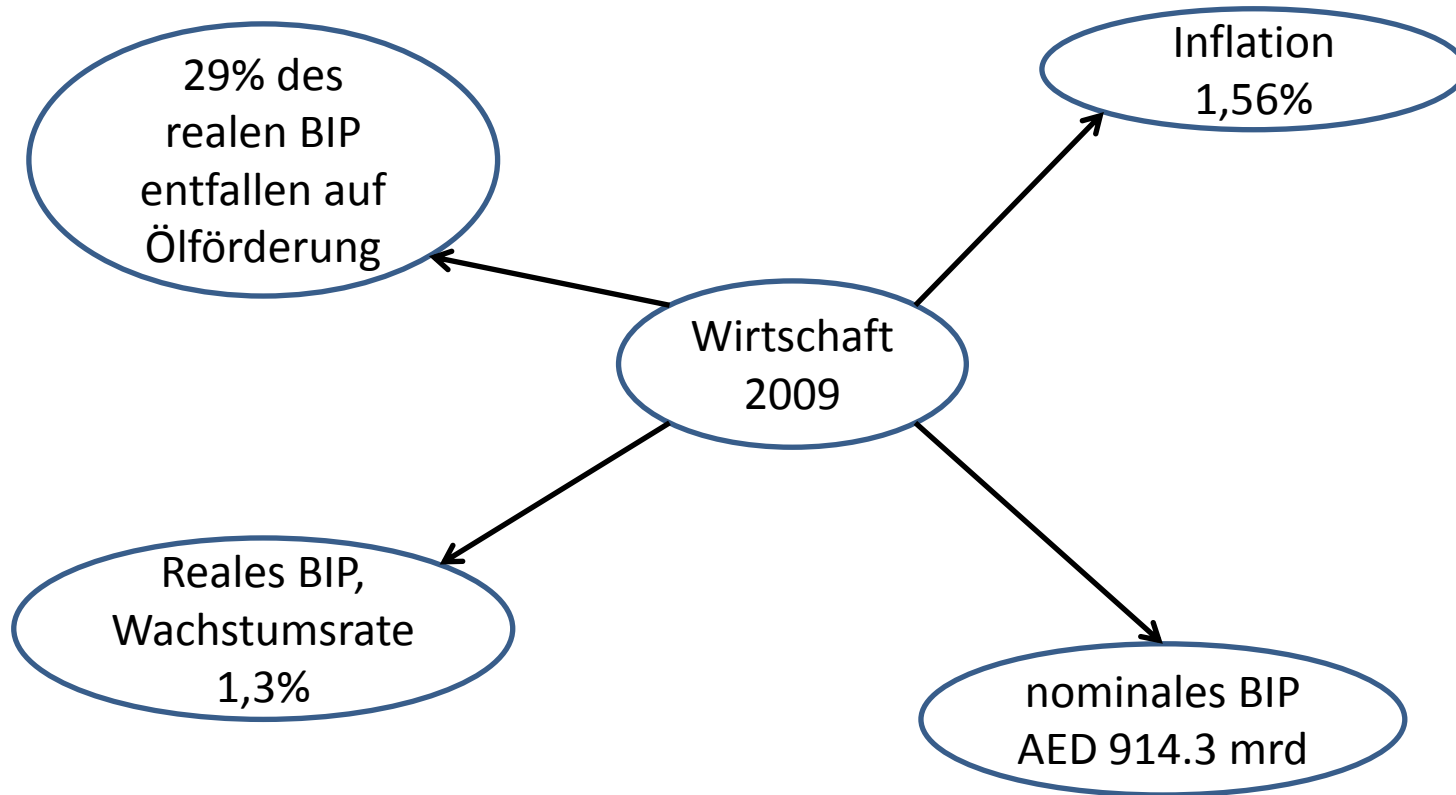 29% des
realen BIP
entfallen auf
Ölförderung
Inflation
1,56%
Wirtschaft
2009
Reales BIP,
Wachstumsrate
1,3%
nominales BIP
AED 914.3 mrd